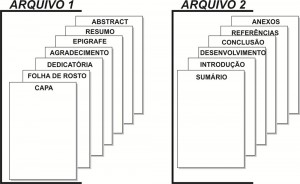 ARQUIVO 1
ABSTRACT
RESUMO
EPIGRAFE
AGRADECIMENTO
DEDICATÓRIA
FOLHA DE ROSTO
CAPA
ARQUIVO 2
ANEXOS
REFERÊNCIAS
CONCLUSÃO
DESENVOLVIMENTO
INTRODUÇÃO
SUMÁRIO